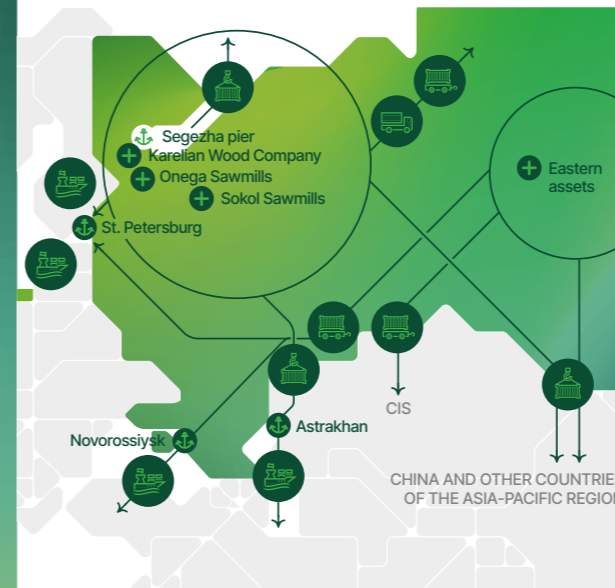 Segezha pier
Karelian Wood Company
Onega Sawmills
Sokol Sawmills
Eastern
assets
St. Petersburg
CIS
Astrakhan
Novorossiysk
CHINA AND OTHER COUNTRIE
OF THE ASIA-PACIFIC REGION